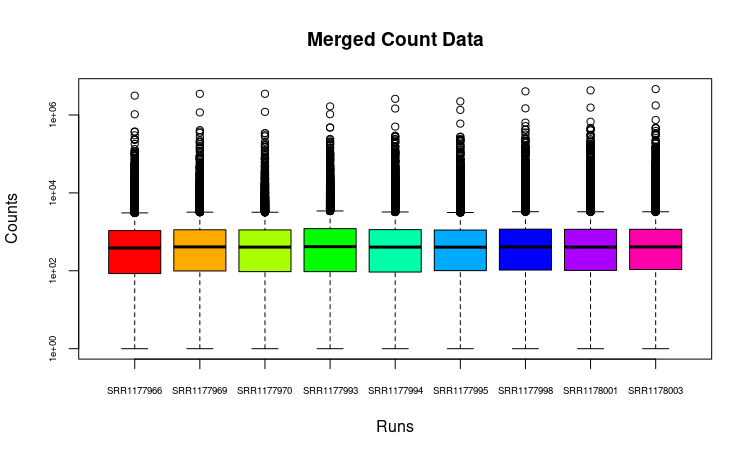 Merged Count Data
Counts
1e+06
1e+04
1e+02
1e+00
SRR1177966 SRR1177969 SRR1177970 SRR1177993 SRR1177994 SRR1177995 SRR1177998 SRR1178001 SRR1178003
Runs